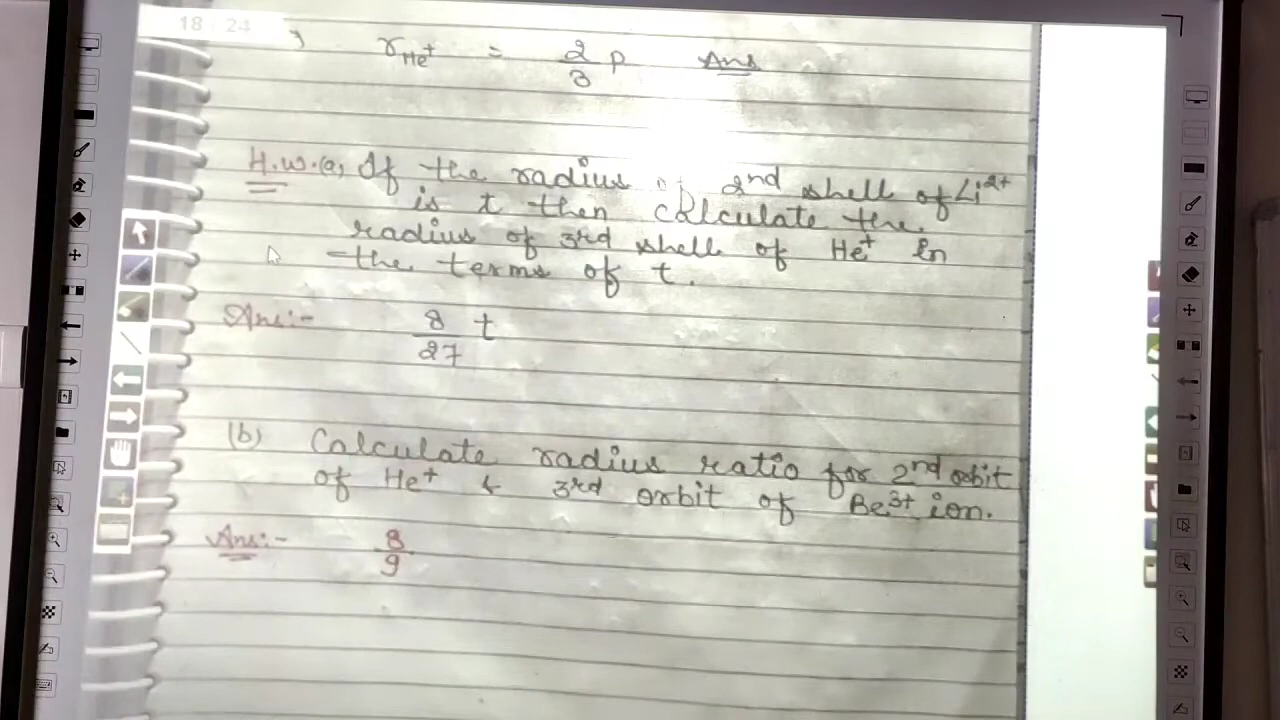 18 / 24
, r He⁺ = 2/3 p Ans
H.W.(a) If the radius of 2nd shell of Li²⁺
is t then calculate the
radius of 3rd shell of He⁺ in
the terms of t.
Ans:- 8/27 t
(b) Calculate radius ratio for 2nd orbit
of He⁺ & 3rd orbit of Be³⁺ ion.
Ans:- 8/9